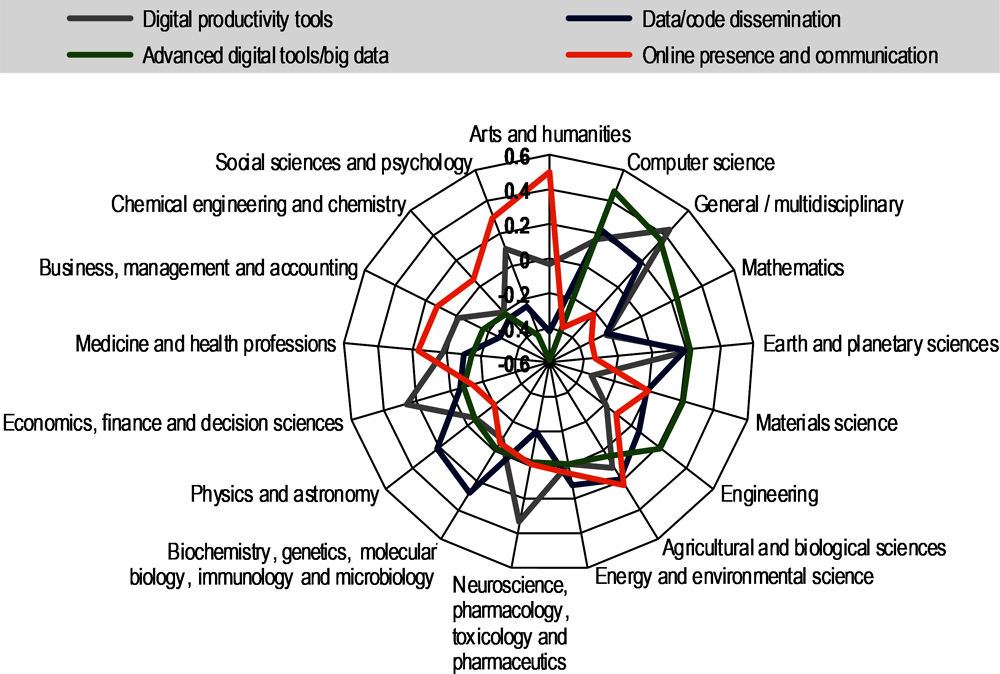 Digital productivity tools
Data/code dissemination
Advanced digital tools/big data
Online presence and communication
Arts and humanities
Social sciences and psychology
0.6
Computer science
Chemical engineering and chemistry
0.4
General / multidisciplinary
0.2
Business, management and accounting
0
Mathematics
-0.2
Medicine and health professions
-0.4
Earth and planetary sciences
-0.6
Economics, finance and decision sciences
Materials science
Physics and astronomy
Engineering
Biochemistry, genetics, molecular
biology, immunology and microbiology
Agricultural and biological sciences
Energy and environmental science
Neuroscience,
pharmacology,
toxicology and
pharmaceutics